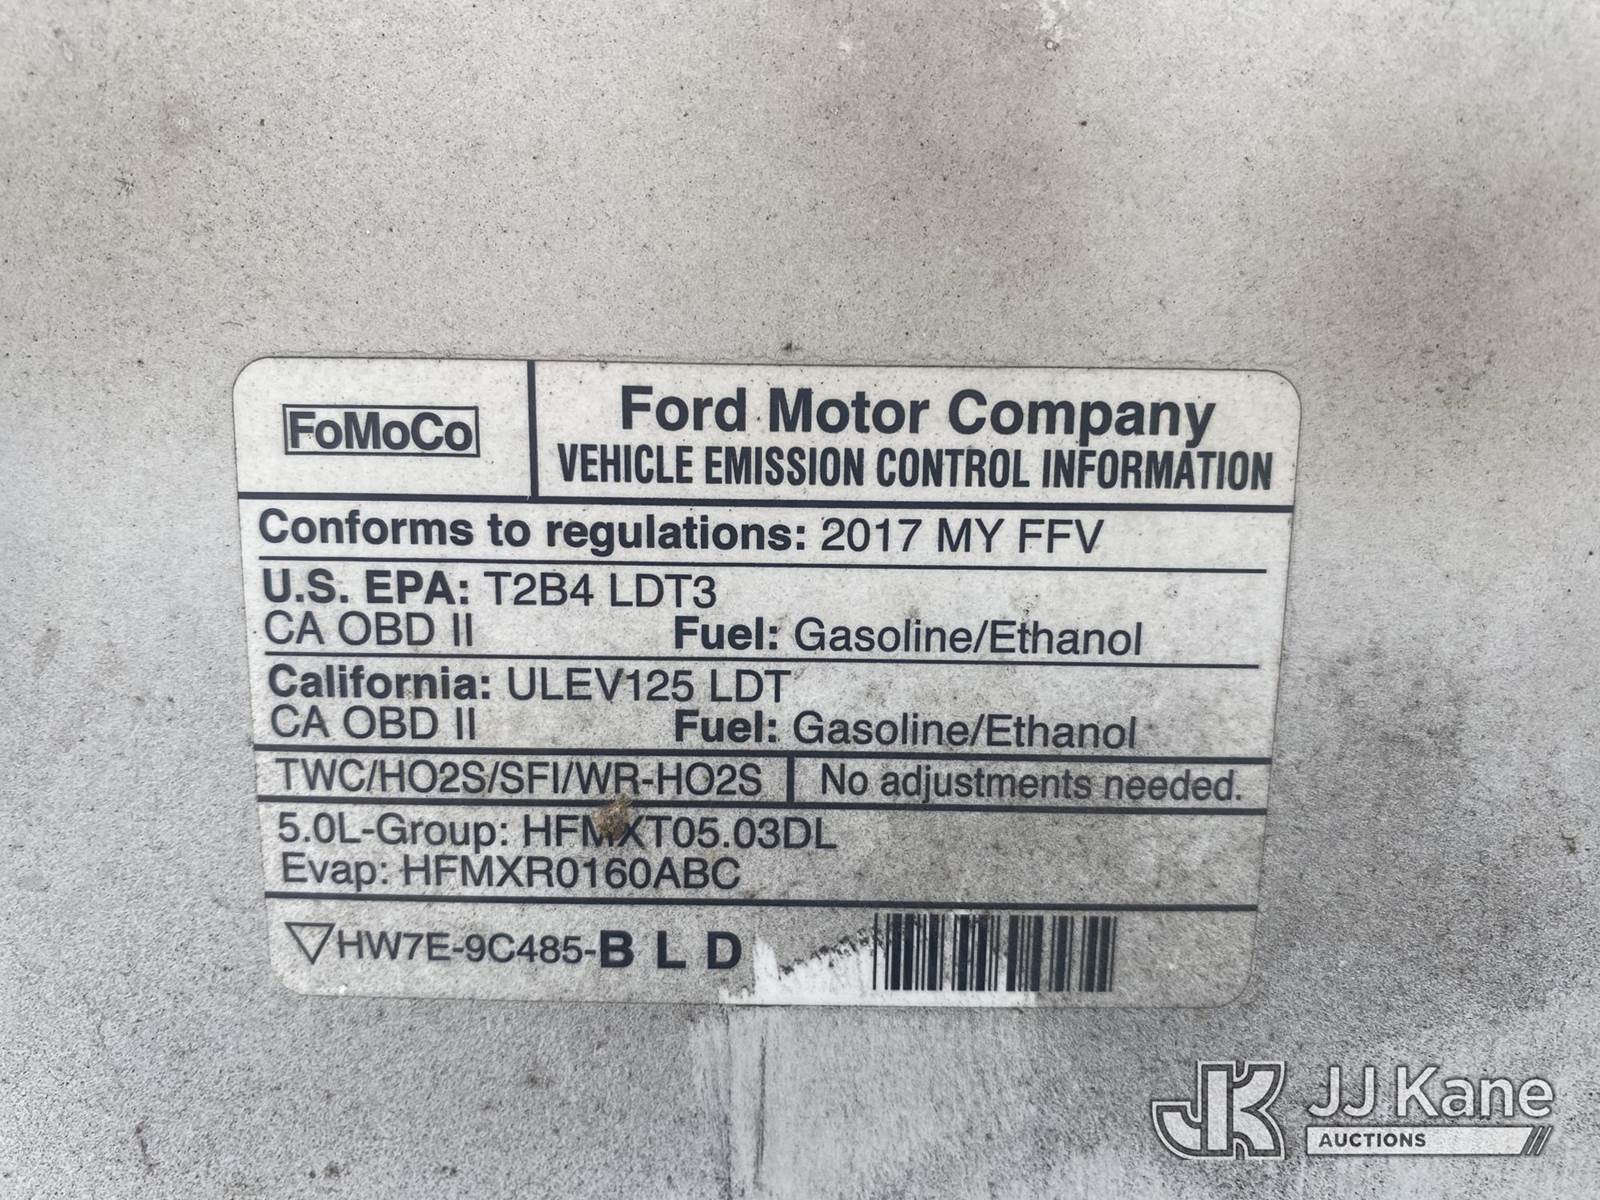 FoMoCo
Ford Motor Company
VEHICLE EMISSION CONTROL INFORMATION
Conforms to regulations: 2017 MY FFV
U.S. EPA: T2B4 LDT3
CA OBD II Fuel: Gasoline/Ethanol
California: ULEV125 LDT
CA OBD II Fuel: Gasoline/Ethanol
TWC/HO2S/SFI/WR-HO2S No adjustments needed.
5.0L-Group: HFMXT05.03DL
Evap: HFMXR0160ABC
HW7E-9C485-B L D
JK JJ Kane
AUCTIONS